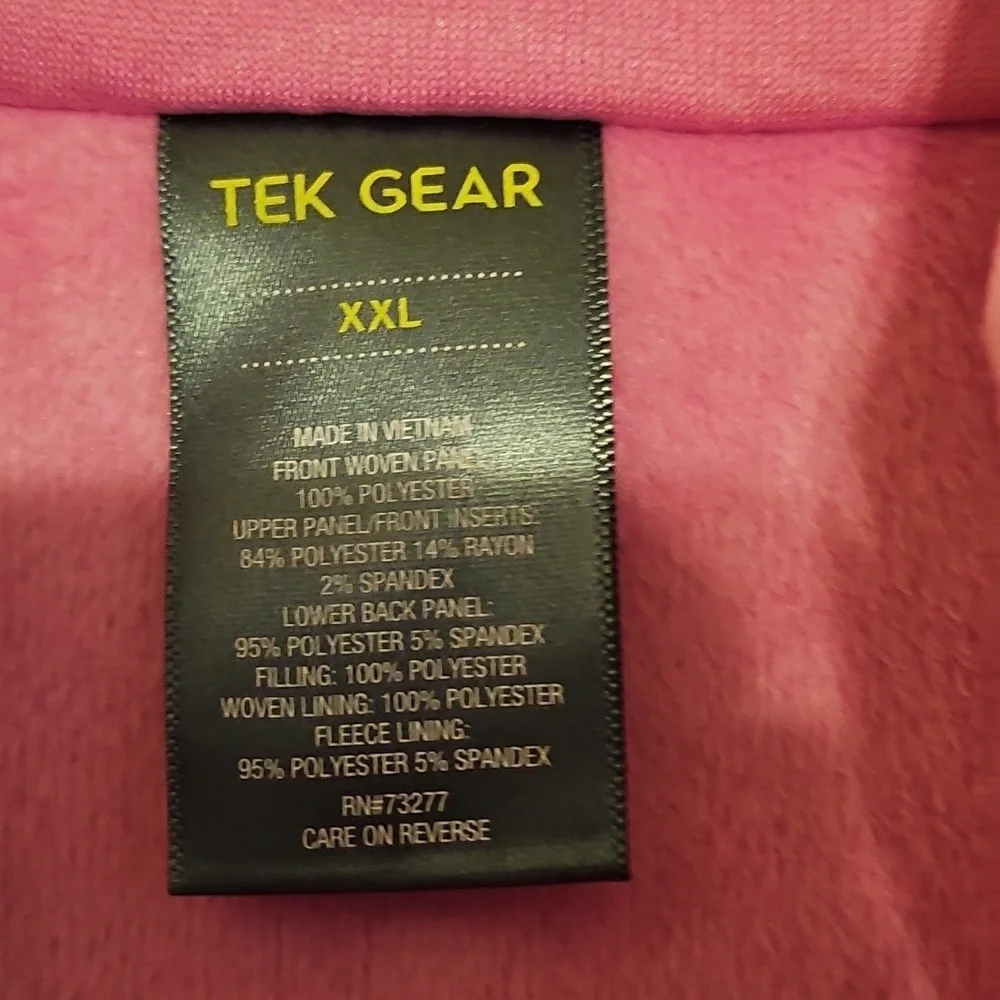 TEK GEAR
XXL
MADE IN VIETNAM
FRONT WOVEN PANEL:
100% POLYESTER
UPPER PANEL/FRONT INSERTS:
84% POLYESTER 14% RAYON
2% SPANDEX
LOWER BACK PANEL:
95% POLYESTER 5% SPANDEX
FILLING: 100% POLYESTER
WOVEN LINING: 100% POLYESTER
FLEECE LINING:
95% POLYESTER 5% SPANDEX
RN#73277
CARE ON REVERSE